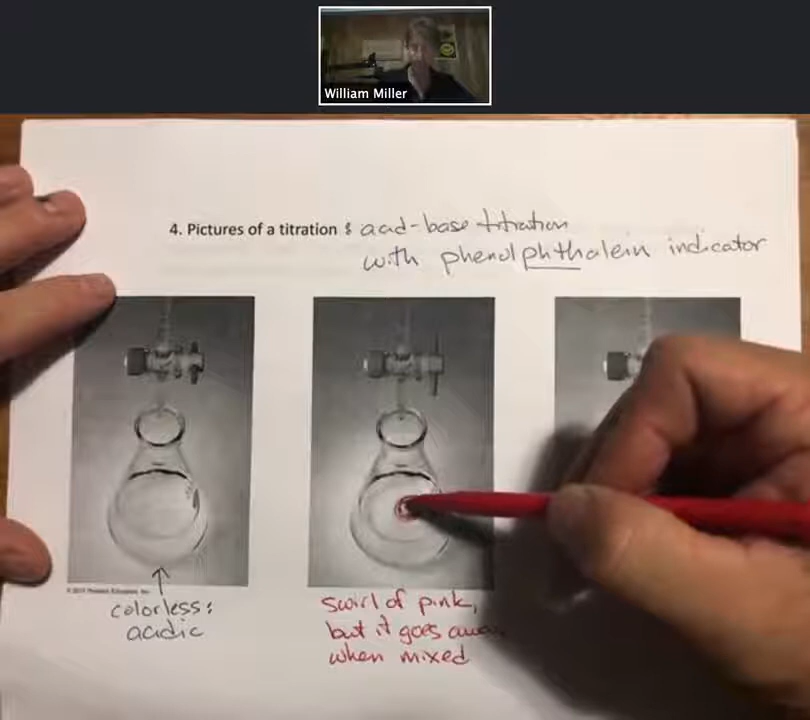 William Miller
4. Pictures of a titration : acid-base titration
with phenolphthalein indicator
colorless:
acidic
swirl of pink,
but it goes away
when mixed